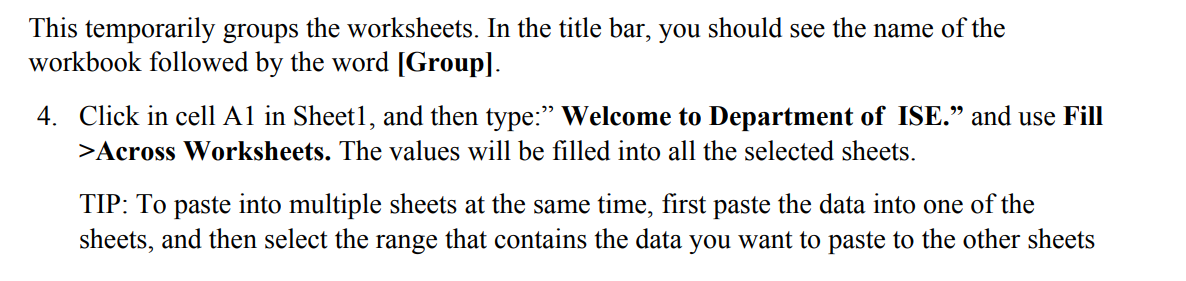 This temporarily groups the worksheets. In the title bar, you should see the name of the
workbook followed by the word [Group].
4. Click in cell A1 in Sheet1, and then type:” Welcome to Department of ISE.” and use Fill
>Across Worksheets. The values will be filled into all the selected sheets.
TIP: To paste into multiple sheets at the same time, first paste the data into one of the
sheets, and then select the range that contains the data you want to paste to the other sheets